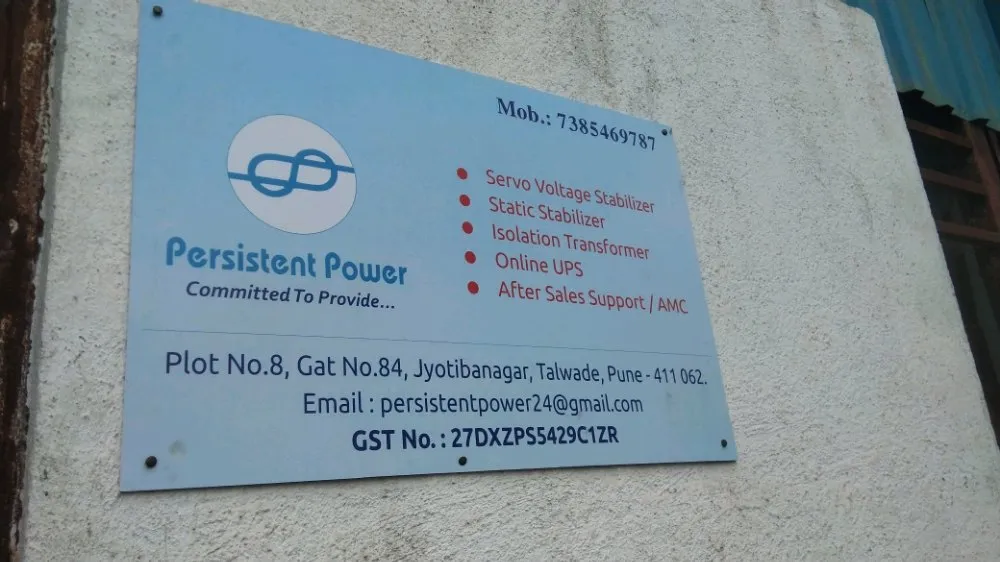 Mob.: 7385469787
Persistent Power
Committed To Provide...
Servo Voltage Stabilizer
Static Stabilizer
Isolation Transformer
Online UPS
After Sales Support / AMC
Plot No.8, Gat No.84, Jyotibanagar, Talwade, Pune - 411 062.
Email : persistentpower24@gmail.com
GST No. : 27DXZPS5429C1ZR